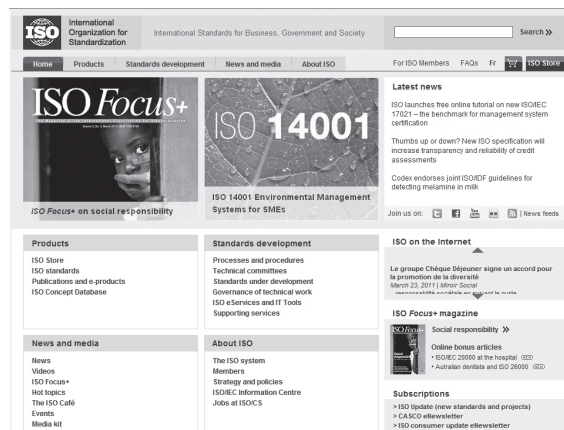 ISO
International
Organization for
Standardization
International Standards for Business, Government and Society
Search
Home
Products
Standards development
News and media
About ISO
For ISO Members
FAQs
Fr
ISO Store
ISO Focus+
ISO Focus+ on social responsibility
ISO 14001
ISO 14001 Environmental Management
Systems for SMEs
Latest news
ISO launches free online tutorial on new ISO/IEC
17021 – the benchmark for management system
certification
Thumbs up or down? New ISO specification will
increase transparency and reliability of credit
assessments
Codex endorses joint ISO/IDF guidelines for
detecting melamine in milk
Join us on:
| News feeds
Products
ISO Store
ISO standards
Publications and e-products
ISO Concept Database
Standards development
Processes and procedures
Technical committees
Standards under development
Governance of technical work
ISO eServices and IT Tools
Supporting services
ISO on the Internet
Le groupe Chèque Déjeuner signe un accord pour
la promotion de la diversité
March 23, 2011 | Miroir Social
responsabilité sociétale en suivant le guide
ISO Focus+ magazine
ISO Focus+
Social responsibility
Online bonus articles
• ISO/IEC 20000 at the hospital
• Autralian dentists and ISO 26000
News and media
News
Videos
ISO Focus+
Hot topics
The ISO Café
Events
Media kit
About ISO
The ISO system
Members
Strategy and policies
ISO/IEC Information Centre
Jobs at ISO/CS
Subscriptions
> ISO Update (new standards and projects)
> CASCO eNewsletter
> ISO consumer update eNewsletter